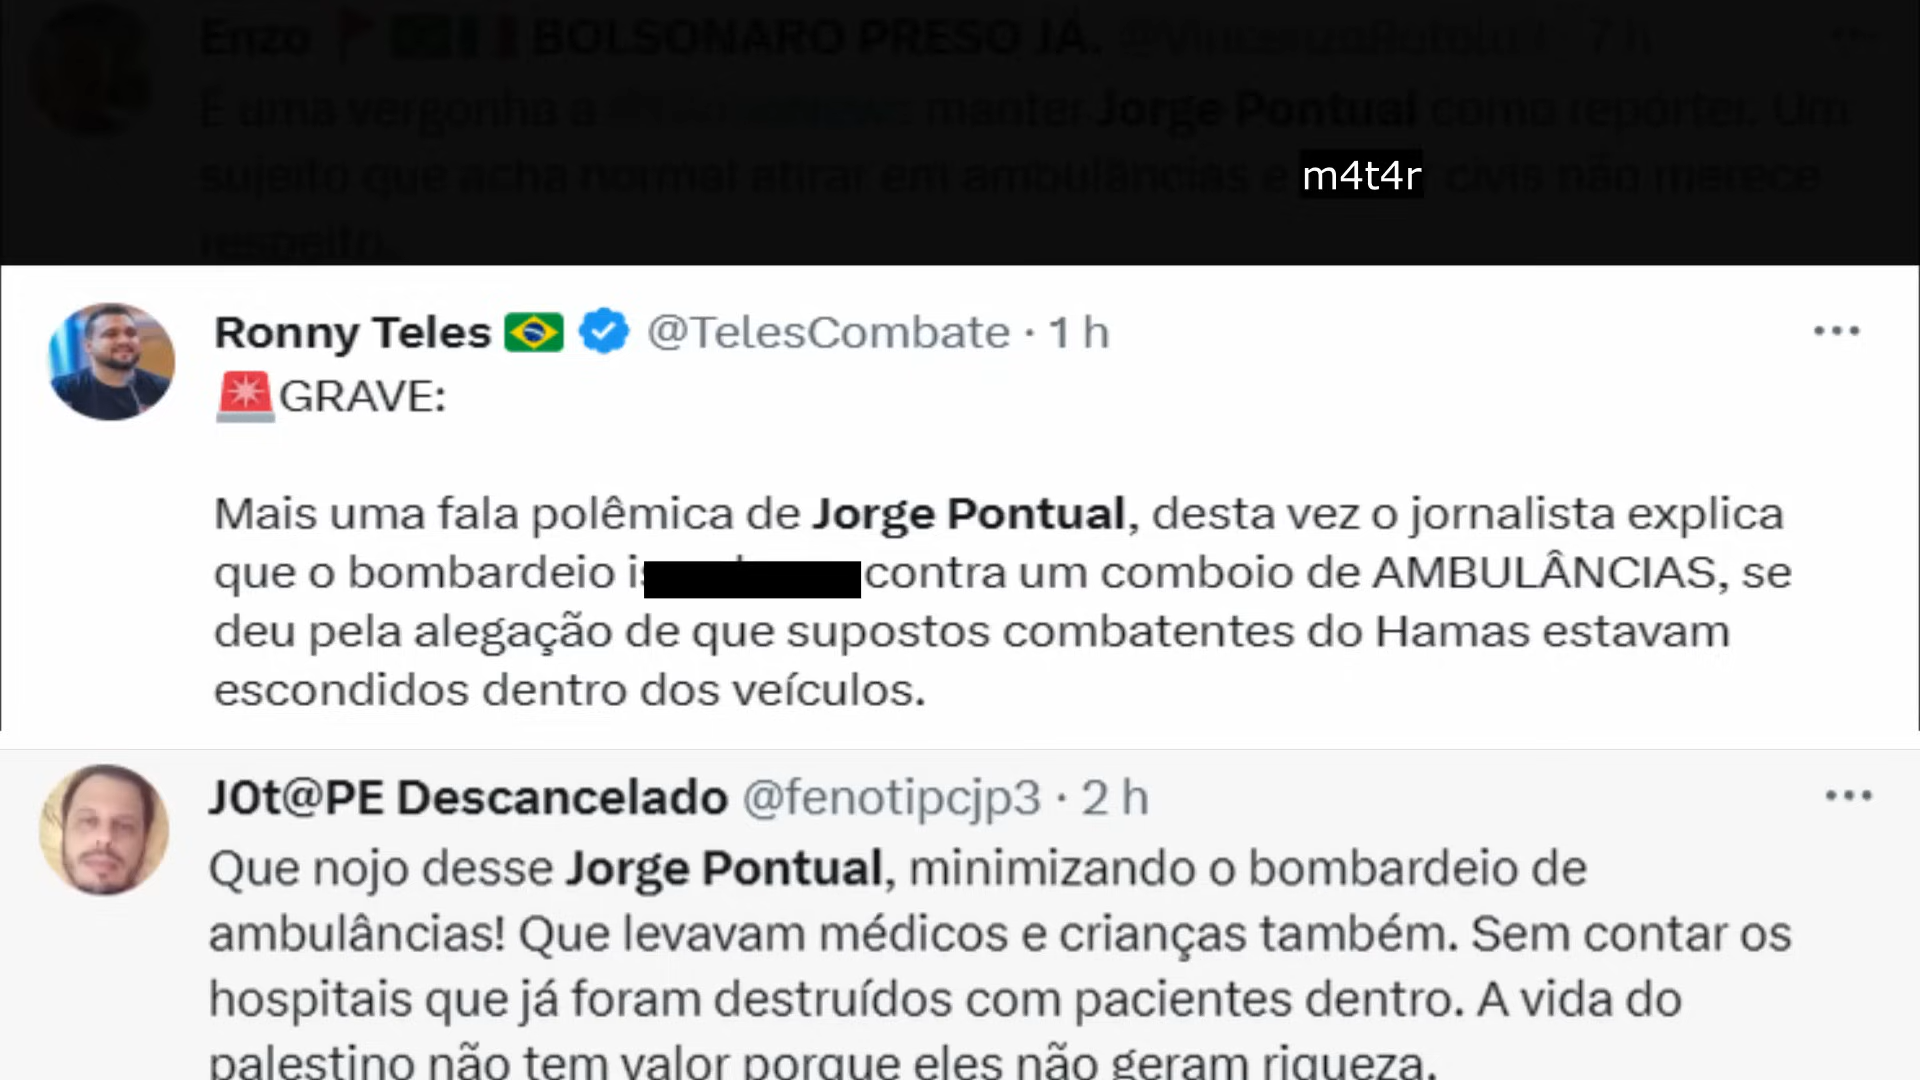 Enzo BOLSONARO PRESO JÁ. 7 h
É uma vergonha a manter Jorge Pontual como repórter. Um
sujeito que acha normal atirar em ambulâncias e m4t4r civis não merece
respeito.
Ronny Teles @TelesCombate · 1 h
GRAVE:
Mais uma fala polêmica de Jorge Pontual, desta vez o jornalista explica
que o bombardeio contra um comboio de AMBULÂNCIAS, se
deu pela alegação de que supostos combatentes do Hamas estavam
escondidos dentro dos veículos.
J0t@PE Descancelado @fenotipcjp3 · 2 h
Que nojo desse Jorge Pontual, minimizando o bombardeio de
ambulâncias! Que levavam médicos e crianças também. Sem contar os
hospitais que já foram destruídos com pacientes dentro. A vida do
palestino não tem valor porque eles não geram riqueza.